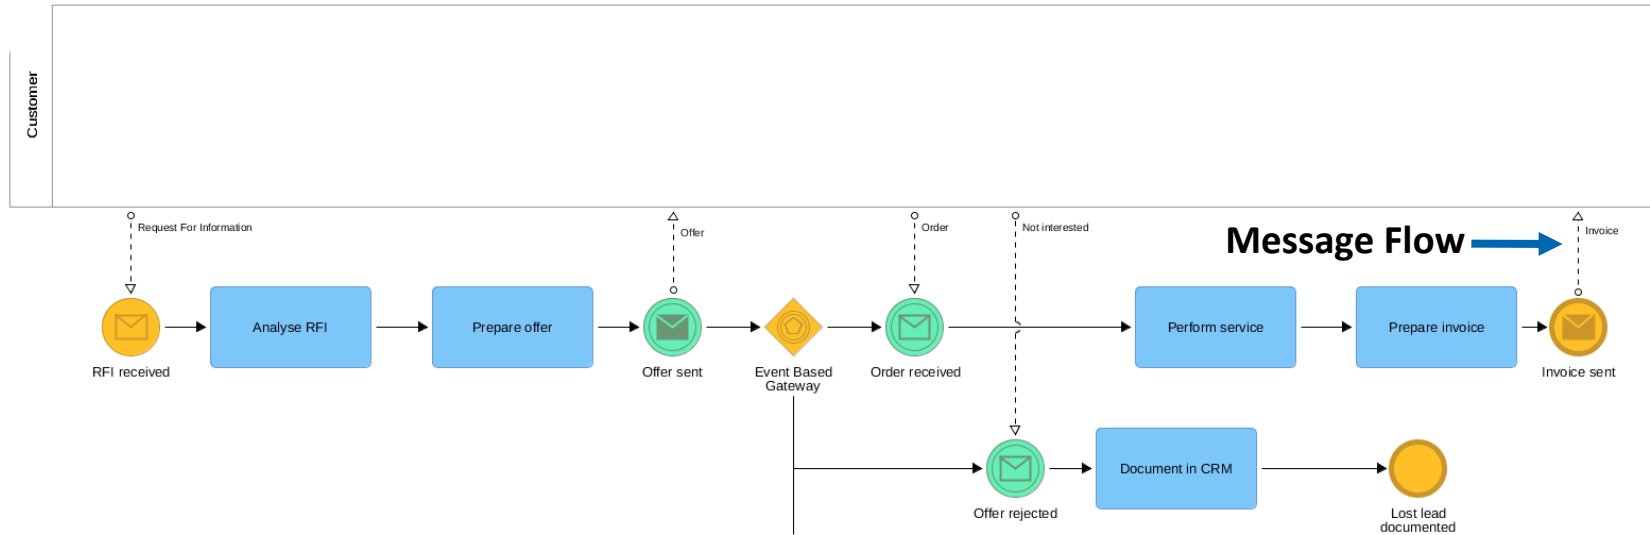 Customer
Request For Information
Offer
Order
Not interested
Message Flow
Invoice
Analyse RFI
Prepare offer
Perform service
Prepare invoice
RFI received
Offer sent
Event Based
Gateway
Order received
Invoice sent
Document in CRM
Offer rejected
Lost lead
documented